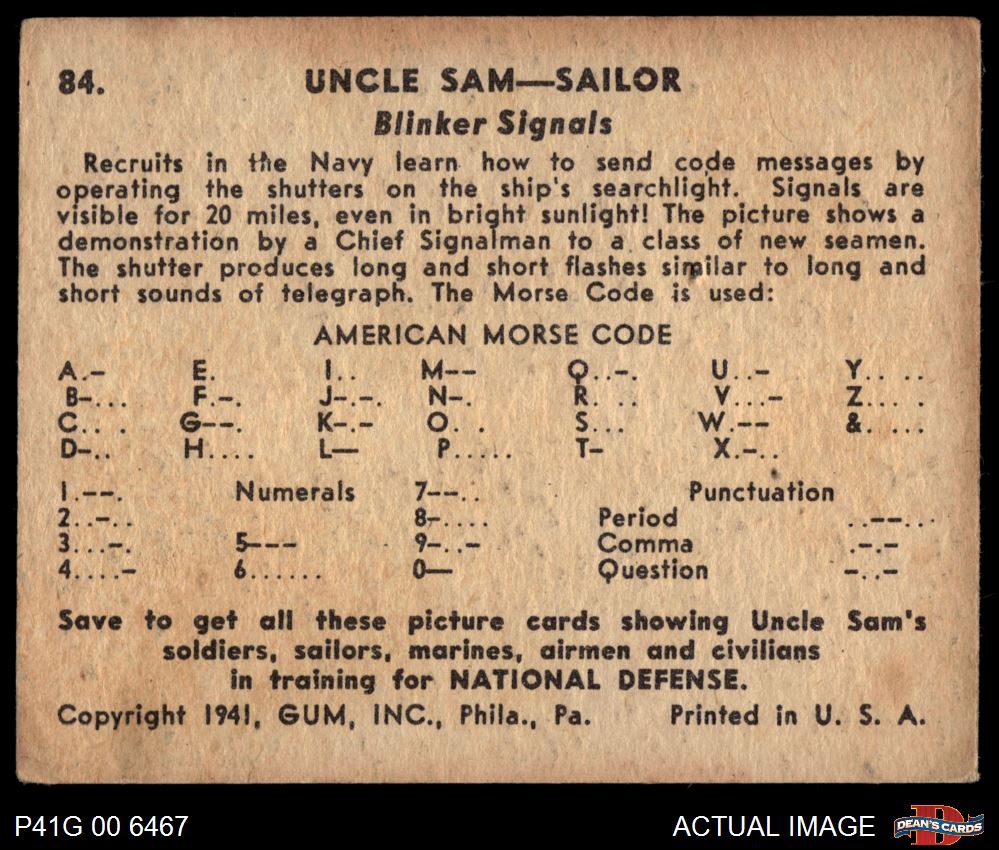 84. UNCLE SAM—SAILOR
Blinker Signals
Recruits in the Navy learn how to send code messages by
operating the shutters on the ship's searchlight. Signals are
visible for 20 miles, even in bright sunlight! The picture shows a
demonstration by a Chief Signalman to a class of new seamen.
The shutter produces long and short flashes similar to long and
short sounds of telegraph. The Morse Code is used:
AMERICAN MORSE CODE
A.- E. I.. M-- Q..-. U..- Y.. ..
B-... F.-. J-.-. N-. R. .. V...- Z... .
C.. . G--. K-.- O. . S... W.-- &. ...
D-.. H.... L— P..... T- X.-..
1.--. Numerals 7--.. Punctuation
2..-.. 8-.... Period ..--..
3...-. 5--- 9-..- Comma .-.-
4....- 6...... 0— Question -..-
Save to get all these picture cards showing Uncle Sam's
soldiers, sailors, marines, airmen and civilians
in training for NATIONAL DEFENSE.
Copyright 1941, GUM, INC., Phila., Pa. Printed in U. S. A.
P41G 00 6467 ACTUAL IMAGE D DEAN'S CARDS